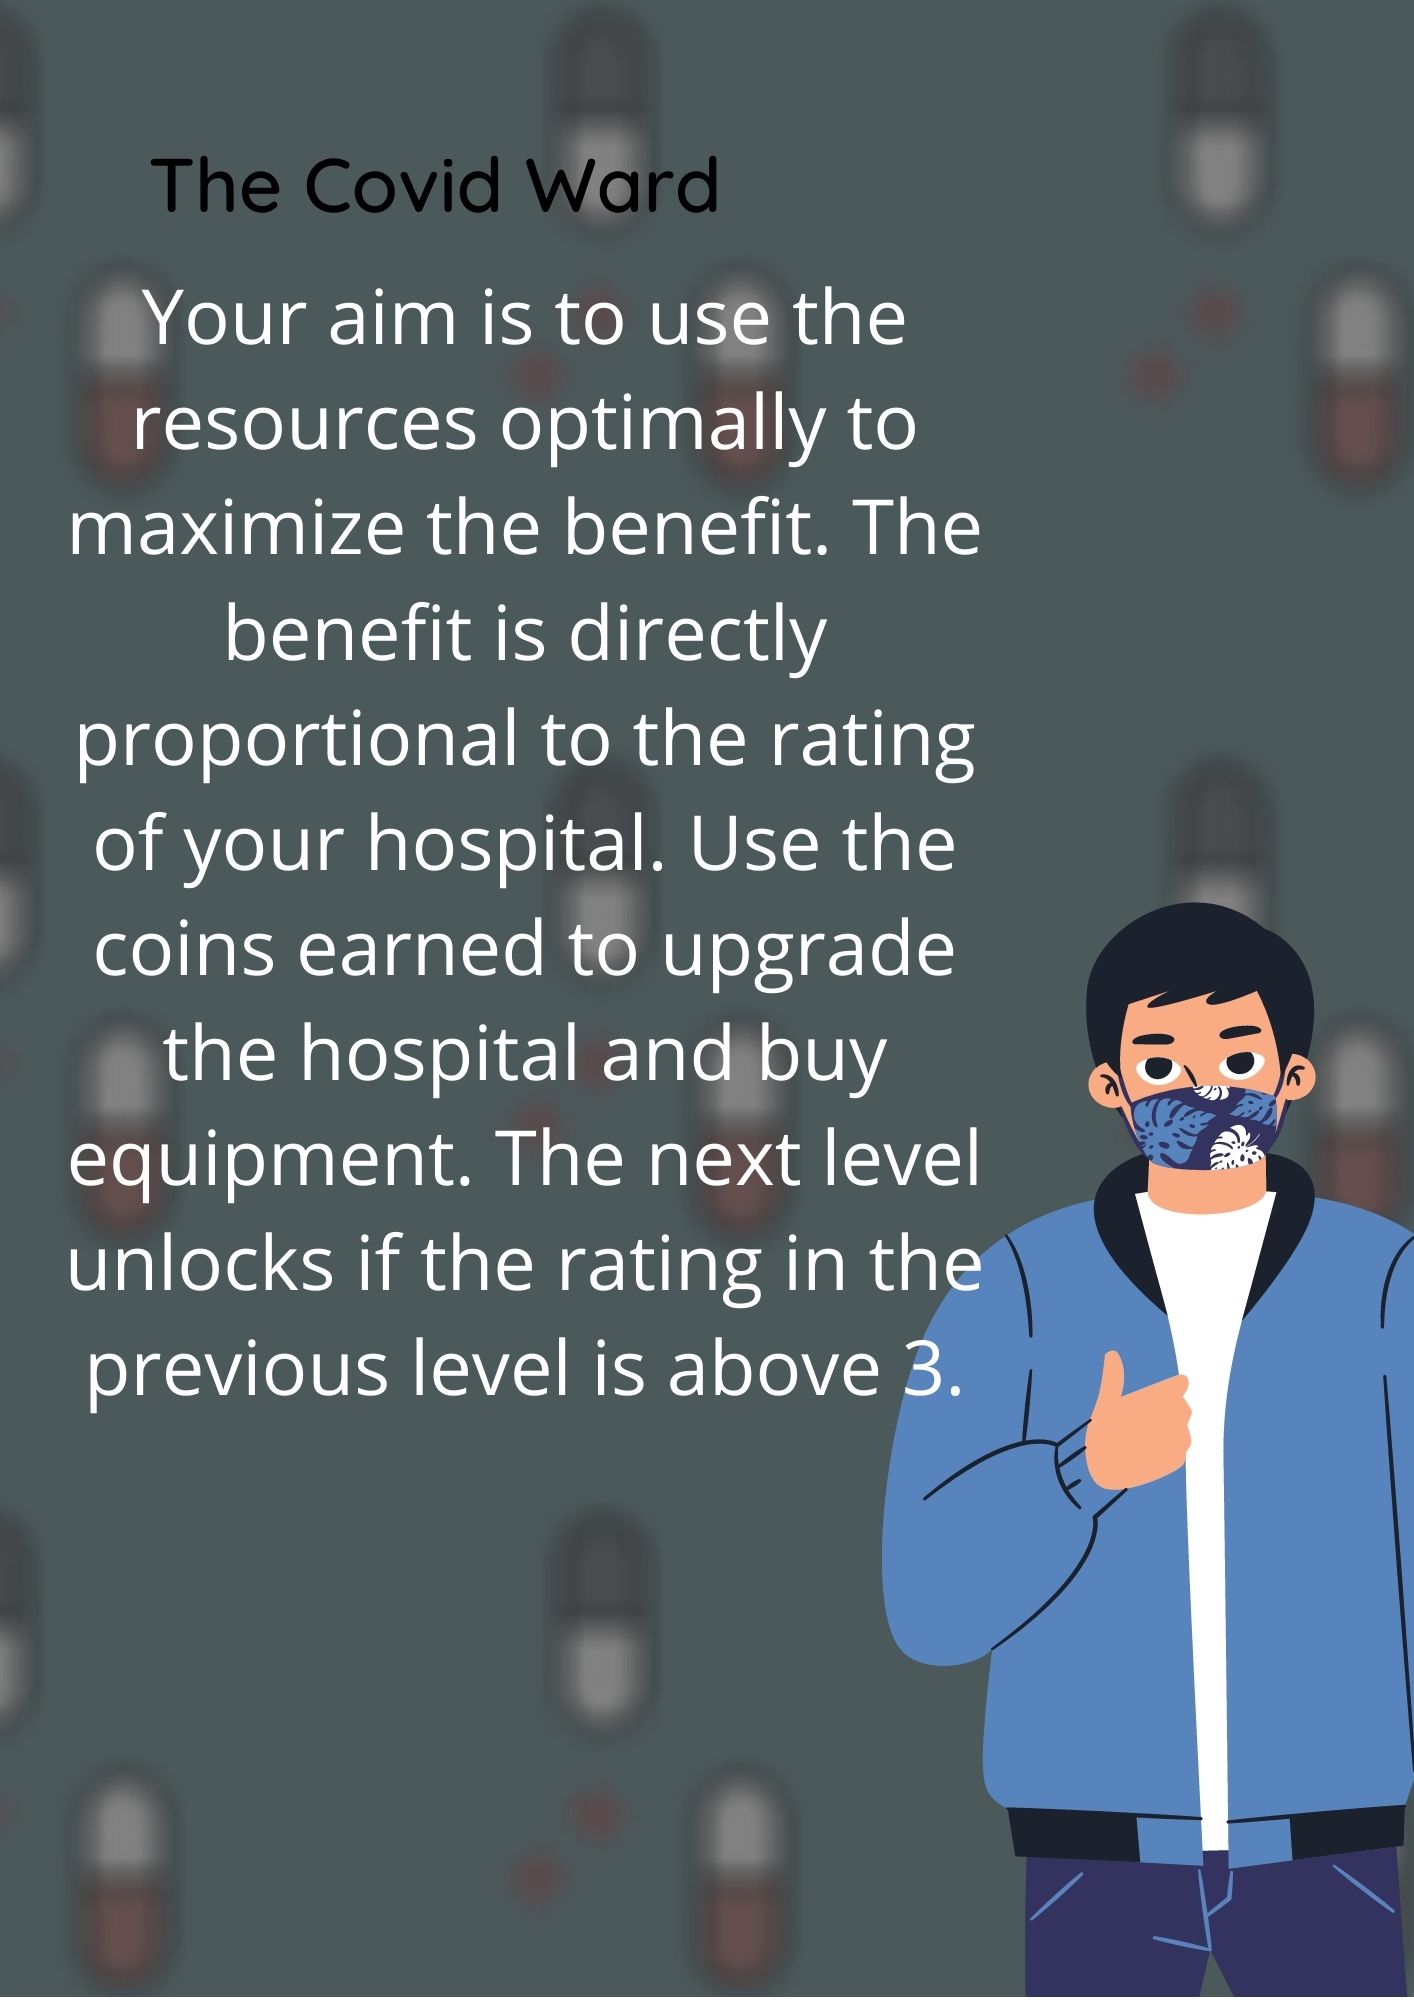 The Covid Ward
Your aim is to use the
resources optimally to
maximize the benefit. The
benefit is directly
proportional to the rating
of your hospital. Use the
coins earned to upgrade
the hospital and buy
equipment. The next level
unlocks if the rating in the
previous level is above 3.